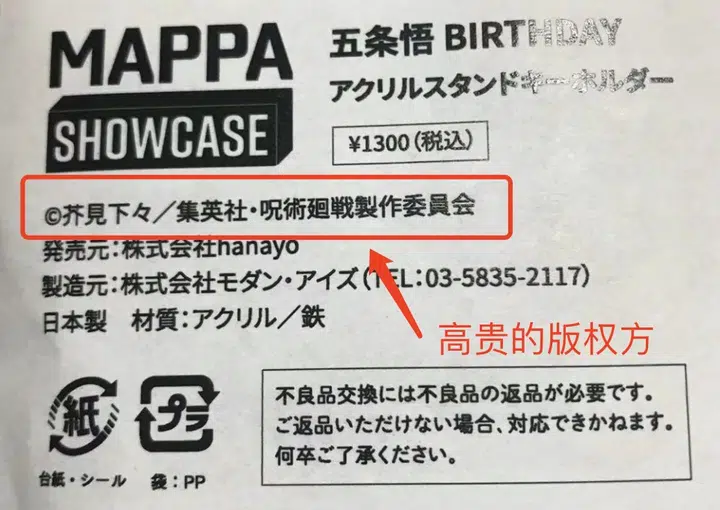 MAPPA
SHOWCASE
五条悟 BIRTHDAY
アクリルスタンドキーホルダー
¥1300(税込)
©芥見下々／集英社・呪術廻戦製作委員会
発売元:株式会社hanayo
製造元:株式会社モダン・アイズ(TEL:03-5835-2117)
日本製 材質:アクリル／鉄
高贵的版权方
紙
台紙・シール
プラ
袋:PP
不良品交換には不良品の返品が必要です。
ご返品いただけない場合、対応できかねます。
何卒ご了承ください。